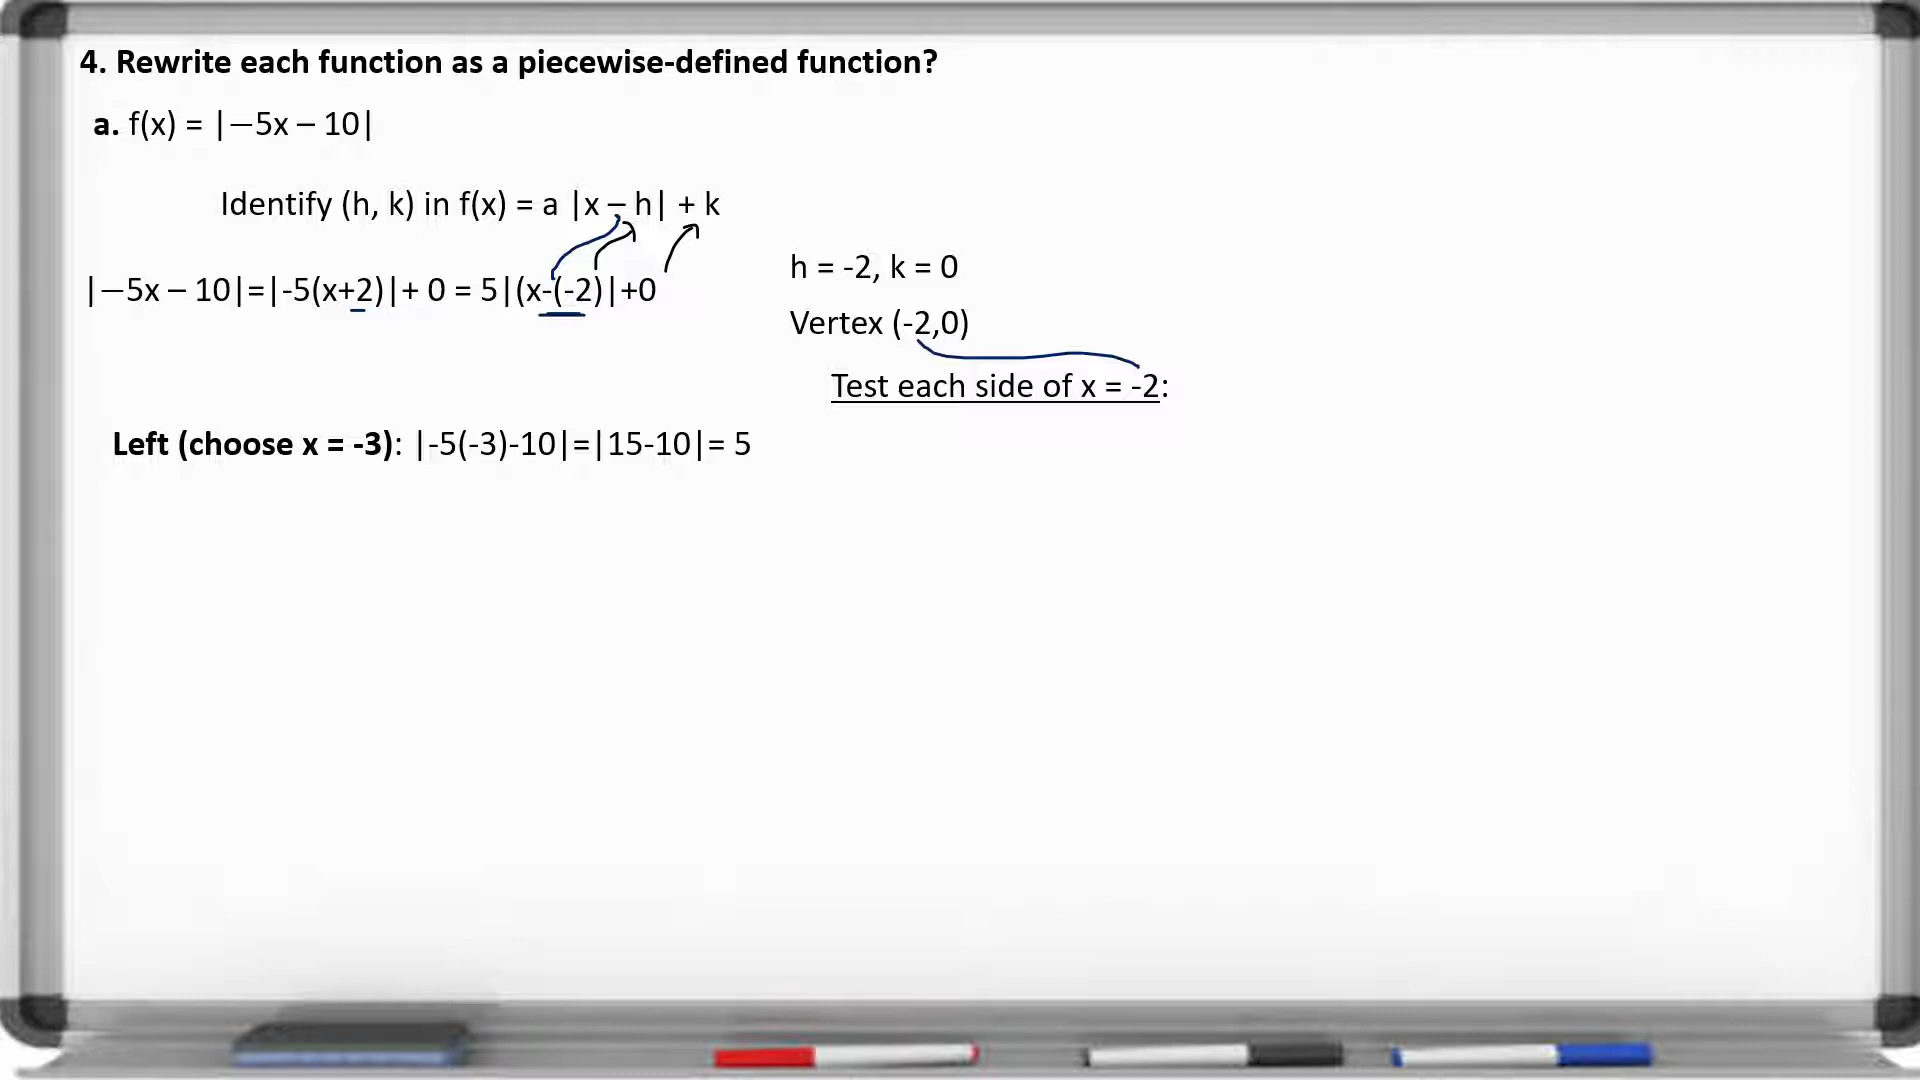 4. Rewrite each function as a piecewise-defined function?
a. f(x) = |−5x – 10|
Identify (h, k) in f(x) = a |x – h| + k
|−5x – 10|=|-5(x+2)|+ 0 = 5|(x-(-2)|+0
h = -2, k = 0
Vertex (-2,0)
Test each side of x = -2:
Left (choose x = -3): |-5(-3)-10|=|15-10|= 5